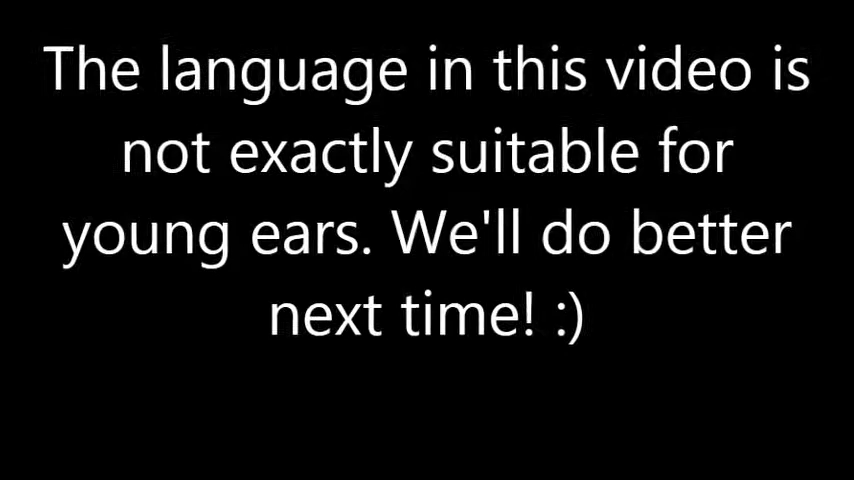 The language in this video is
not exactly suitable for
young ears. We'll do better
next time! :)